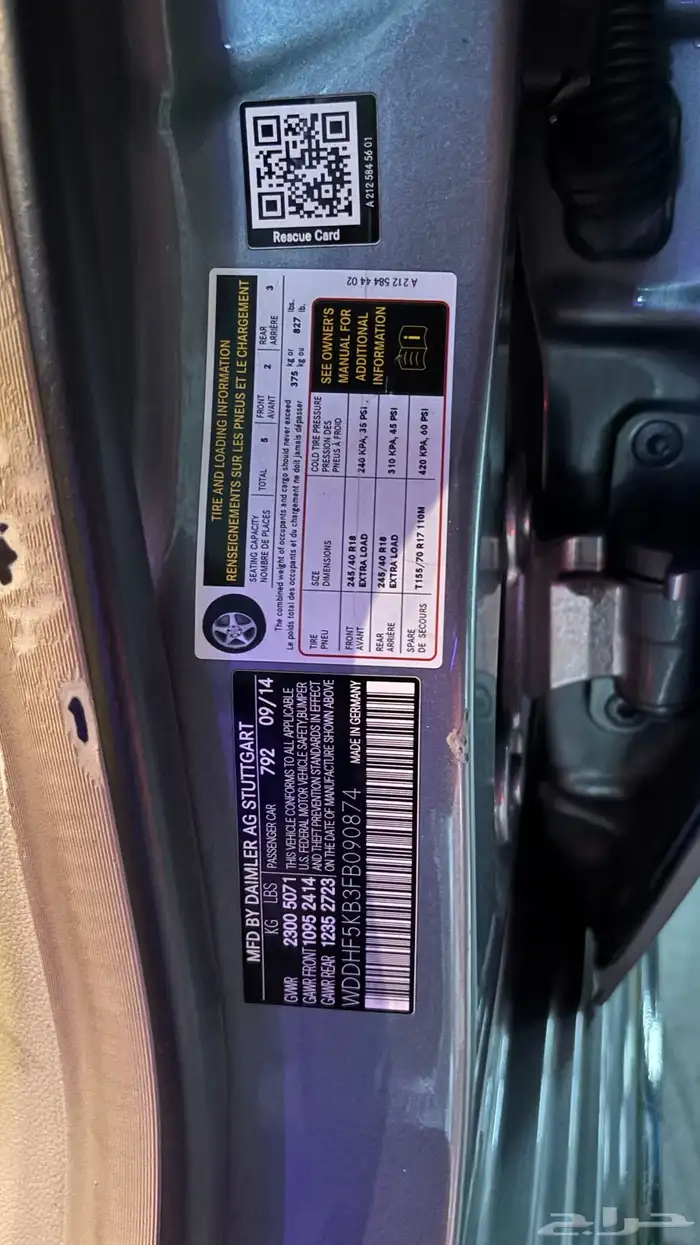 Rescue Card
A 212 584 56 01
A 212 584 44 02
TIRE AND LOADING INFORMATION
RENSEIGNEMENTS SUR LES PNEUS ET LE CHARGEMENT
SEATING CAPACITY
NOMBRE DE PLACES
TOTAL 5
FRONT
AVANT
2
REAR
ARRIÈRE
3
The combined weight of occupants and cargo should never exceed 375 kg or 827 lbs.
Le poids total des occupants et du chargement ne doit jamais dépasser 375 kg ou 827 lb.
TIRE
PNEU
SIZE
DIMENSIONS
COLD TIRE PRESSURE
PRESSION DES
PNEUS À FROID
FRONT
AVANT
245/40 R18
EXTRA LOAD
240 KPA, 35 PSI
REAR
ARRIÈRE
245/40 R18
EXTRA LOAD
310 KPA, 45 PSI
SPARE
DE SECOURS
T155/70 R17 110M
420 KPA, 60 PSI
SEE OWNER'S
MANUAL FOR
ADDITIONAL
INFORMATION
MFD BY DAIMLER AG STUTTGART
KG LBS PASSENGER CAR 792 09/14
GVWR 2300 5071
GAWR FRONT 1095 2414
GAWR REAR 1235 2723
THIS VEHICLE CONFORMS TO ALL APPLICABLE
U.S. FEDERAL MOTOR VEHICLE SAFETY,BUMPER
AND THEFT PREVENTION STANDARDS IN EFFECT
ON THE DATE OF MANUFACTURE SHOWN ABOVE
WDDHF5KB3FB090874 MADE IN GERMANY
حراج